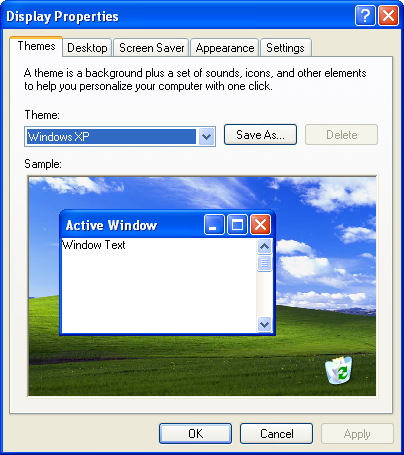 Display Properties
Themes Desktop Screen Saver Appearance Settings
A theme is a background plus a set of sounds, icons, and other elements
to help you personalize your computer with one click.
Theme:
Windows XP Save As... Delete
Sample:
Active Window
Window Text
OK Cancel Apply